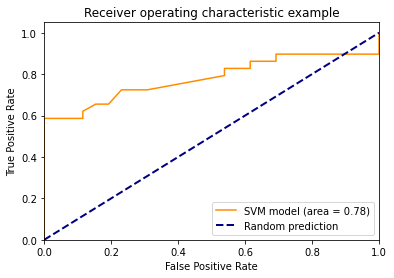 Receiver operating characteristic example
True Positive Rate
1.0
0.8
0.6
0.4
0.2
0.0
SVM model (area = 0.78)
Random prediction
0.0 0.2 0.4 0.6 0.8 1.0
False Positive Rate